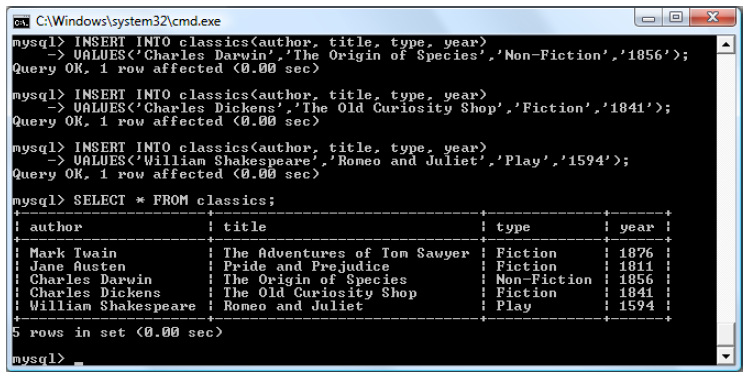 C:\Windows\system32\cmd.exe
mysql> INSERT INTO classics(author, title, type, year)
    -> VALUES('Charles Darwin','The Origin of Species','Non-Fiction','1856');
Query OK, 1 row affected (0.00 sec)
mysql> INSERT INTO classics(author, title, type, year)
    -> VALUES('Charles Dickens','The Old Curiosity Shop','Fiction','1841');
Query OK, 1 row affected (0.00 sec)
mysql> INSERT INTO classics(author, title, type, year)
    -> VALUES('William Shakespeare','Romeo and Juliet','Play','1594');
Query OK, 1 row affected (0.00 sec)
mysql> SELECT * FROM classics;
+---------------------+------------------------------+-------------+------+
| author              | title                        | type        | year |
+---------------------+------------------------------+-------------+------+
| Mark Twain          | The Adventures of Tom Sawyer | Fiction     | 1876 |
| Jane Austen         | Pride and Prejudice          | Fiction     | 1811 |
| Charles Darwin      | The Origin of Species        | Non-Fiction | 1856 |
| Charles Dickens     | The Old Curiosity Shop       | Fiction     | 1841 |
| William Shakespeare | Romeo and Juliet             | Play        | 1594 |
+---------------------+------------------------------+-------------+------+
5 rows in set (0.00 sec)
mysql> _